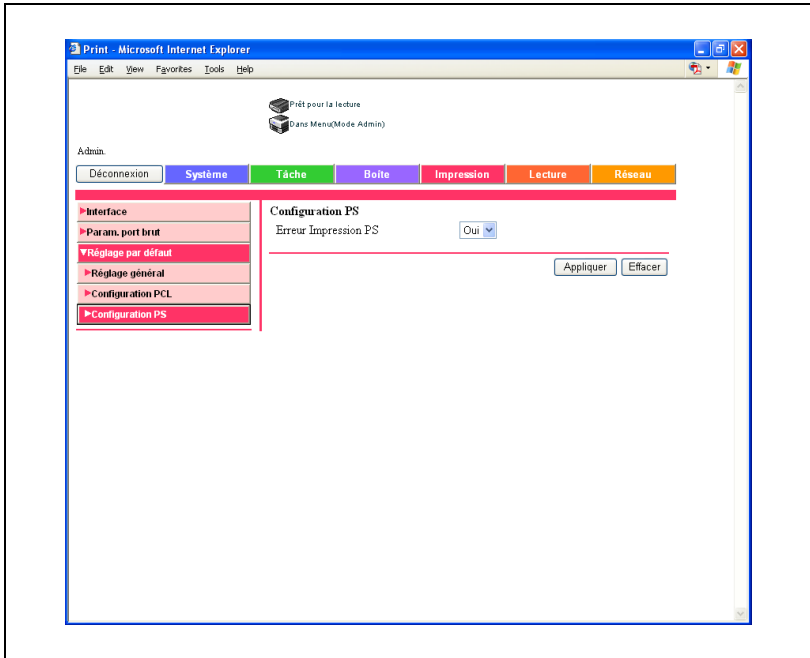 Print - Microsoft Internet Explorer
File Edit View Favorites Tools Help
Prêt pour la lecture
Dans Menu(Mode Admin)
Admin.
Déconnexion Système Tâche Boîte Impression Lecture Réseau
Interface
Param. port brut
Réglage par défaut
Réglage général
Configuration PCL
Configuration PS
Configuration PS
Erreur Impression PS Oui
Appliquer Effacer